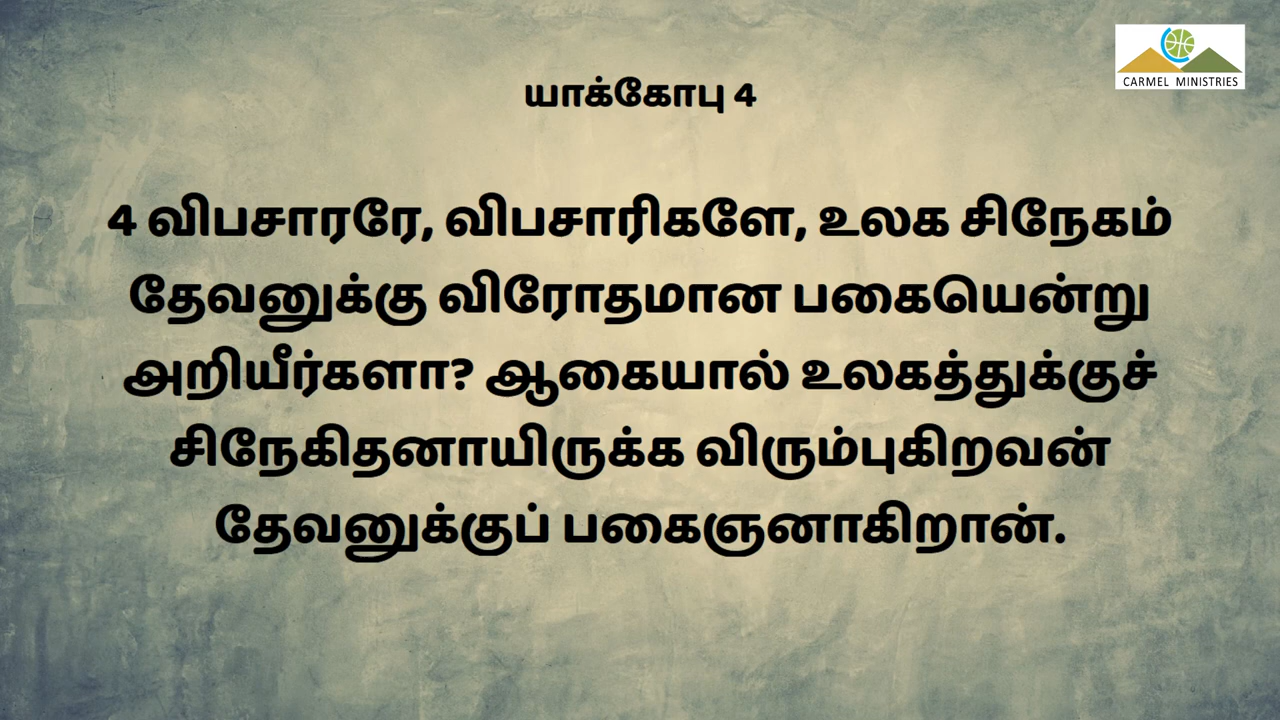 CARMEL MINISTRIES
யாக்கோபு 4
4 விபசாரரே, விபசாரிகளே, உலக சிநேகம்
தேவனுக்கு விரோதமான பகையென்று
அறியீர்களா? ஆகையால் உலகத்துக்குச்
சிநேகிதனாயிருக்க விரும்புகிறவன்
தேவனுக்குப் பகைஞனாகிறான்.